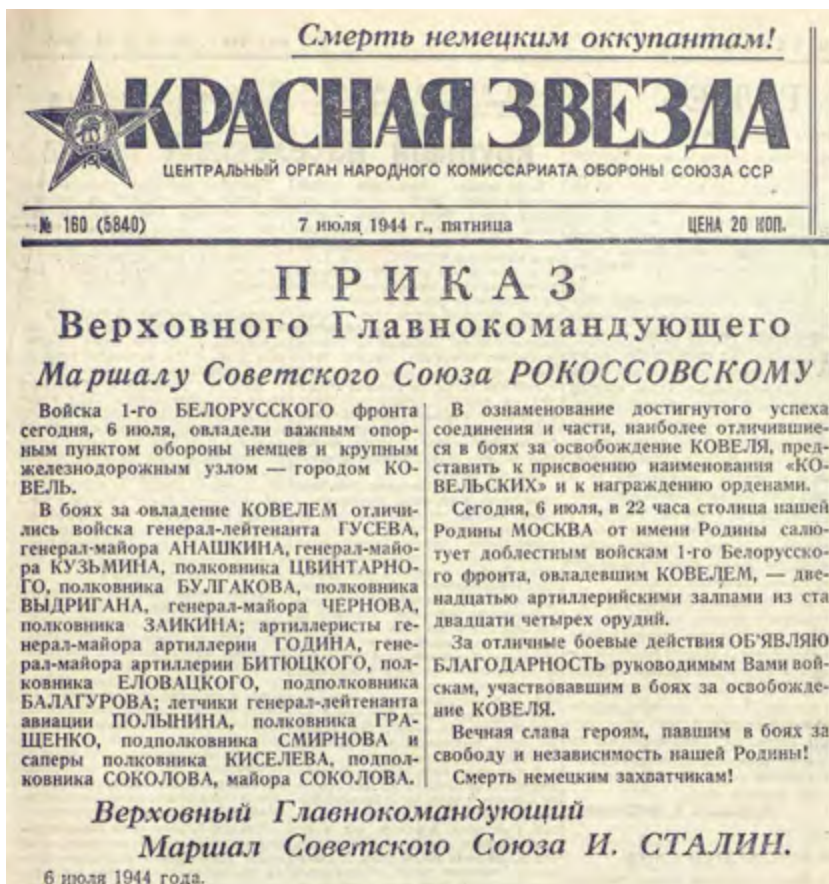 Смерть немецким оккупантам!
КРАСНАЯ ЗВЕЗДА
ЦЕНТРАЛЬНЫЙ ОРГАН НАРОДНОГО КОМИССАРИАТА ОБОРОНЫ СОЮЗА ССР
№ 160 (5840)
7 июля 1944 г., пятница
ЦЕНА 20 КОП.
ПРИКАЗ
Верховного Главнокомандующего
Маршалу Советского Союза РОКОССОВСКОМУ
Войска 1-го БЕЛОРУССКОГО фронта
сегодня, 6 июля, овладели важным опор-
ным пунктом обороны немцев и крупным
железнодорожным узлом — городом КО-
ВЕЛЬ.
В боях за овладение КОВЕЛЕМ отличи-
лись войска генерал-лейтенанта ГУСЕВА,
генерал-майора АНАШКИНА, генерал-майо-
ра КУЗЬМИНА, полковника ЦВИНТАРНО-
ГО, полковника БУЛГАКОВА, полковника
ВЫДРИГАНА, генерал-майора ЧЕРНОВА,
полковника ЗАИКИНА; артиллеристы ге-
нерал-майора артиллерии ГОДИНА, гене-
рал-майора артиллерии БИТЮЦКОГО, пол-
ковника ЕЛОВАЦКОГО, подполковника
БАЛАГУРОВА; летчики генерал-лейтенанта
авиации ПОЛЫНИНА, полковника ГРА-
ЩЕНКО, подполковника СМИРНОВА и
саперы полковника КИСЕЛЕВА, подпол-
ковника СОКОЛОВА, майора СОКОЛОВА.
В ознаменование достигнутого успеха
соединения и части, наиболее отличившие-
ся в боях за освобождение КОВЕЛЯ, пред-
ставить к присвоению наименования «КО-
ВЕЛЬСКИХ» и к награждению орденами.
Сегодня, 6 июля, в 22 часа столица нашей
Родины МОСКВА от имени Родины салю-
тует доблестным войскам 1-го Белорусско-
го фронта, овладевшим КОВЕЛЕМ, — две-
надцатью артиллерийскими залпами из ста
двадцати четырех орудий.
За отличные боевые действия ОБ'ЯВЛЯЮ
БЛАГОДАРНОСТЬ руководимым Вами вой-
скам, участвовавшим в боях за освобожде-
ние КОВЕЛЯ.
Вечная слава героям, павшим в боях за
свободу и независимость нашей Родины!
Смерть немецким захватчикам!
Верховный Главнокомандующий
Маршал Советского Союза И. СТАЛИН.
6 июля 1944 года.